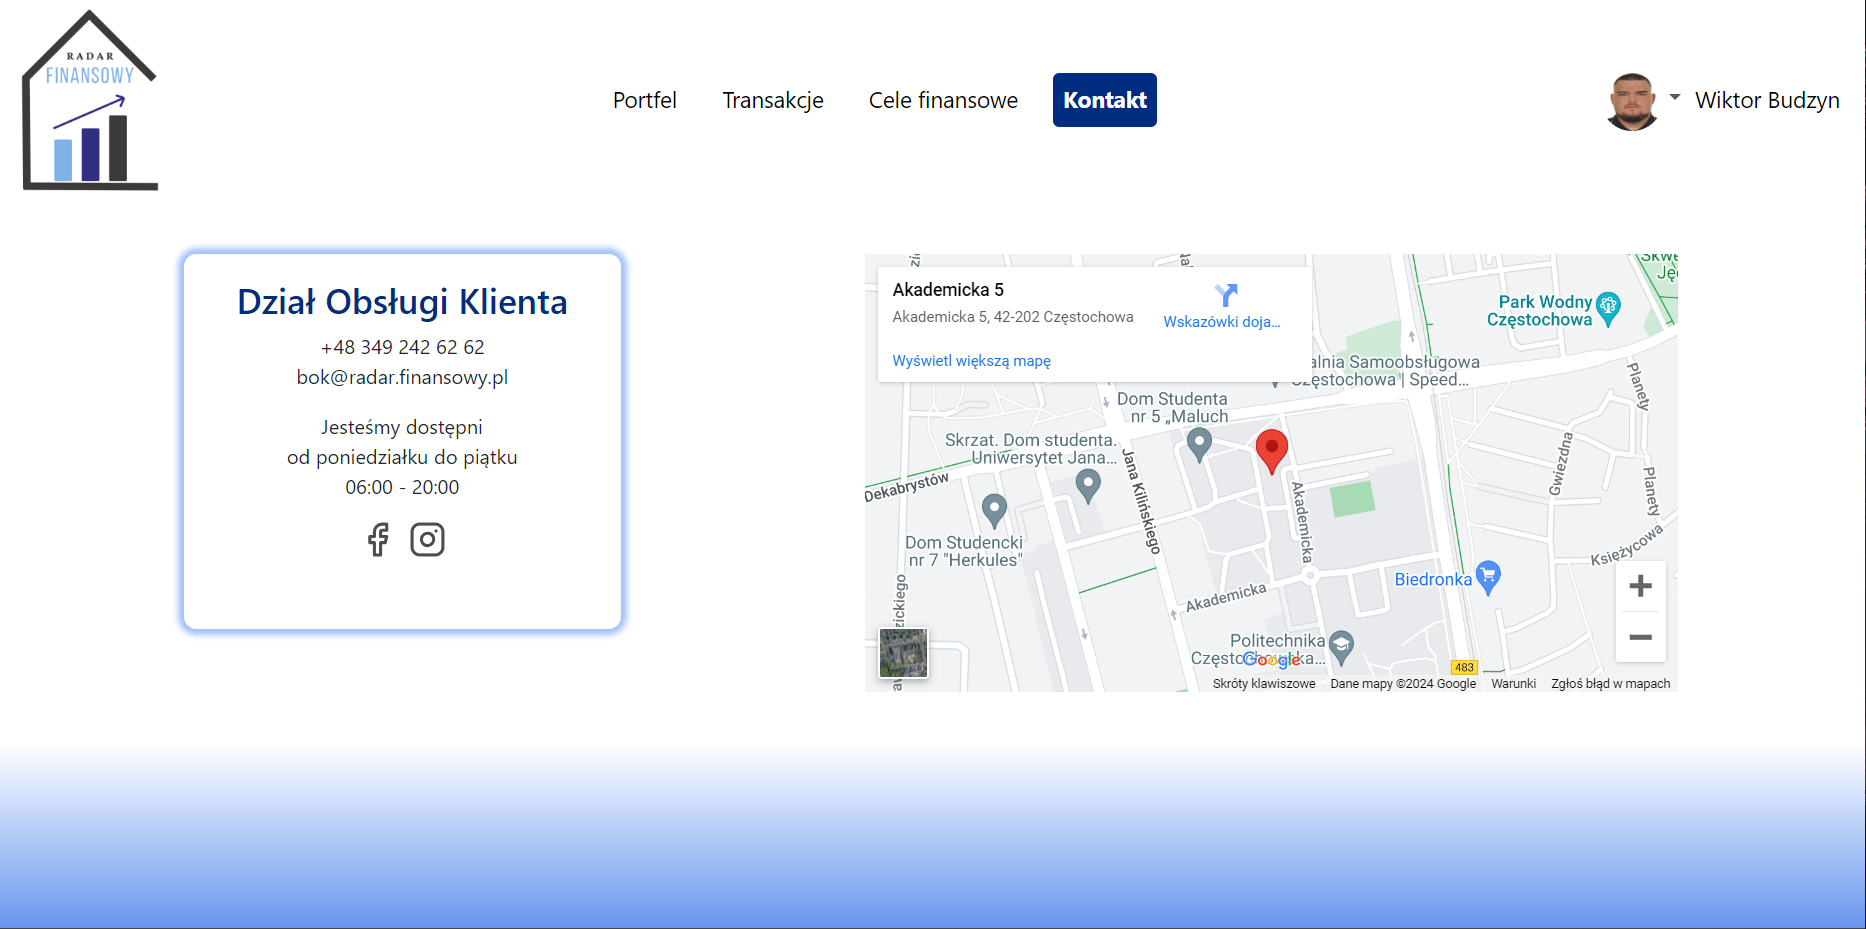 RADAR
FINANSOWY
Portfel
Transakcje
Cele finansowe
Kontakt
Wiktor Budzyn
Dział Obsługi Klienta
+48 349 242 62 62
bok@radar.finansowy.pl
Jesteśmy dostępni
od poniedziałku do piątku
06:00 - 20:00
Akademicka 5
Akademicka 5, 42-202 Częstochowa
Wskazówki doja...
Wyświetl większą mapę
Park Wodny
Częstochowa
alnia Samoobsługowa
zęstochowa | Speed...
Dom Studenta
nr 5 „Maluch
Skrzat. Dom studenta.
Uniwersytet Jana...
Dekabrystów
Jana Kilińskiego
Dom Studencki
nr 7 "Herkules"
Akademicka
Akademicka
Planety
Gwiezdna
Planety
Księżycowa
Biedronka
Politechnika
Często ka...
Google
483
Skróty klawiszowe
Dane mapy ©2024 Google
Warunki
Zgłoś błąd w mapach